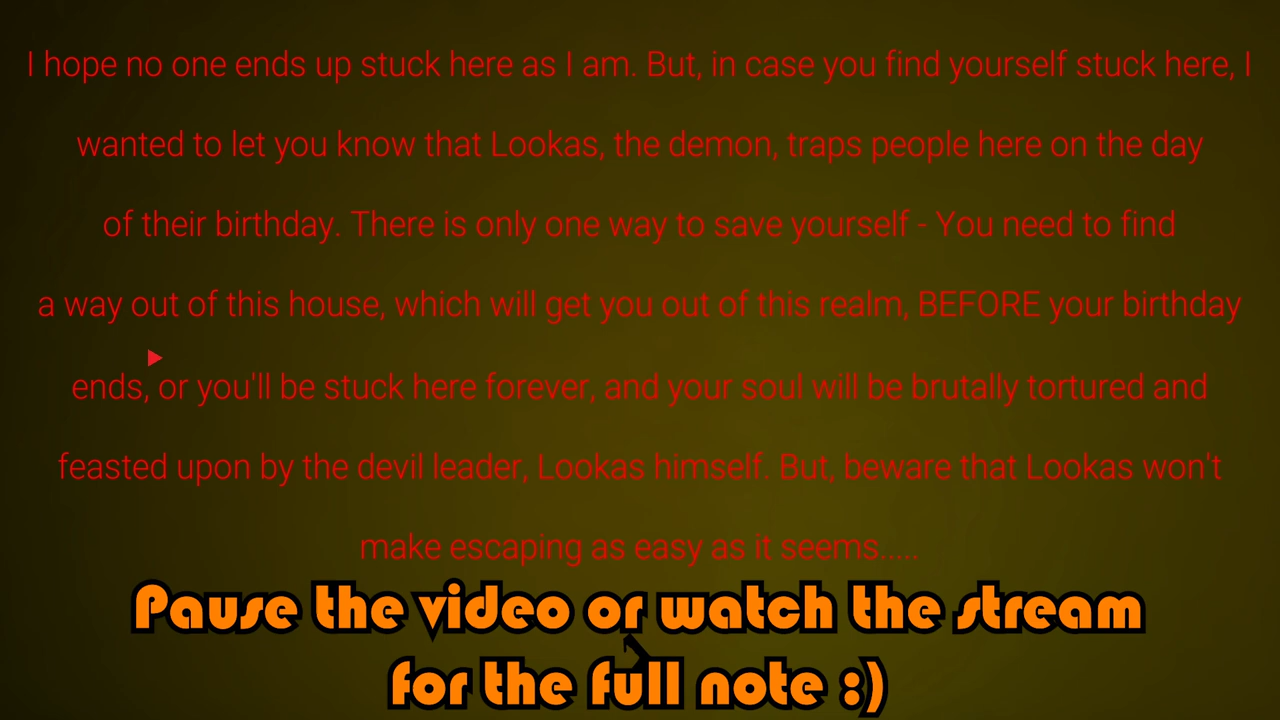 I hope no one ends up stuck here as I am. But, in case you find yourself stuck here, I
wanted to let you know that Lookas, the demon, traps people here on the day
of their birthday. There is only one way to save yourself - You need to find
a way out of this house, which will get you out of this realm, BEFORE your birthday
ends, or you'll be stuck here forever, and your soul will be brutally tortured and
feasted upon by the devil leader, Lookas himself. But, beware that Lookas won't
make escaping as easy as it seems.....
Pause the video or watch the stream
for the full note :)